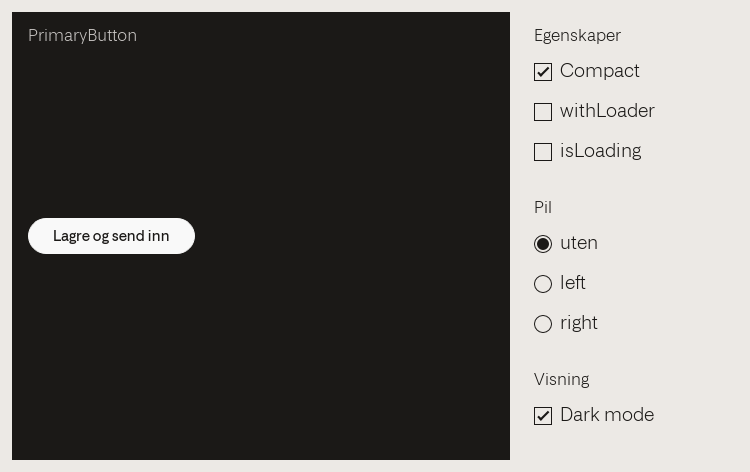 PrimaryButton
Lagre og send inn
Egenskaper
Compact
withLoader
isLoading
Pil
uten
left
right
Visning
Dark mode